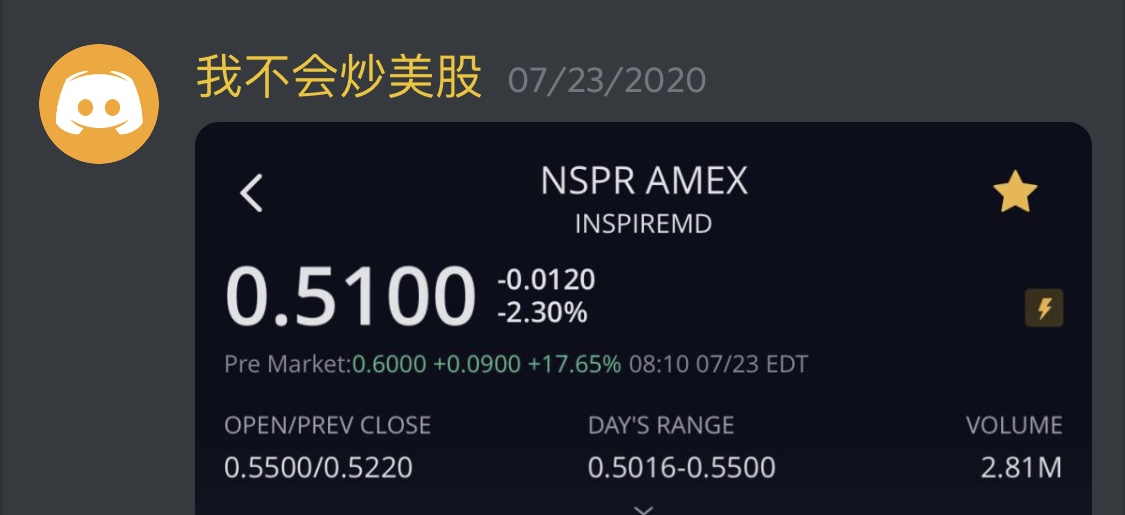 我不会炒美股 07/23/2020
NSPR AMEX
INSPIREMD
0.5100 -0.0120
-2.30%
Pre Market:0.6000 +0.0900 +17.65% 08:10 07/23 EDT
OPEN/PREV CLOSE DAY'S RANGE VOLUME
0.5500/0.5220 0.5016-0.5500 2.81M